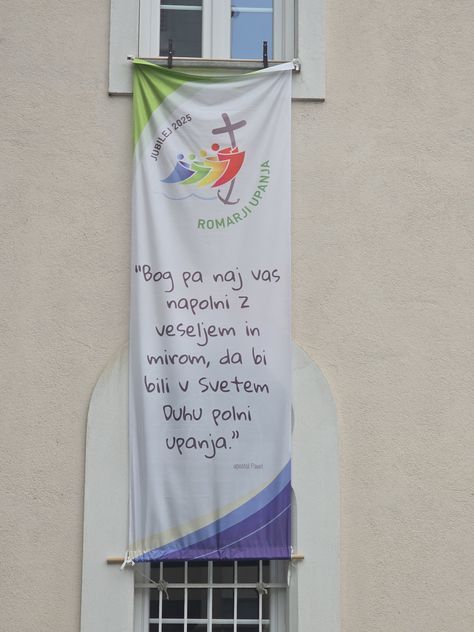 JUBILEJ 2025
ROMARJI UPANJA
"Bog pa naj vas
napolni z
veseljem in
mirom, da bi
bili v Svetem
Duhu polni
upanja."
apostol Pavel